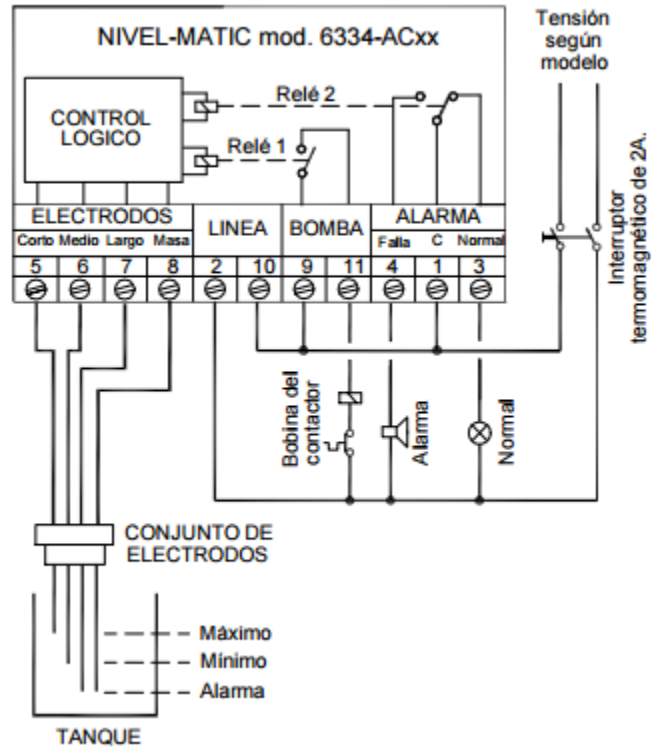 NIVEL-MATIC mod. 6334-ACxx
Tensión
según
modelo
CONTROL
LOGICO
Relé 2
Relé 1
ELECTRODOS
LINEA
BOMBA
ALARMA
Corto Medio Largo Masa
Falla C Normal
5 6 7 8 2 10 9 11 4 1 3
Interruptor
termomagnético de 2A.
Bobina del
contactor
Alarma
Normal
CONJUNTO DE
ELECTRODOS
Máximo
Mínimo
Alarma
TANQUE